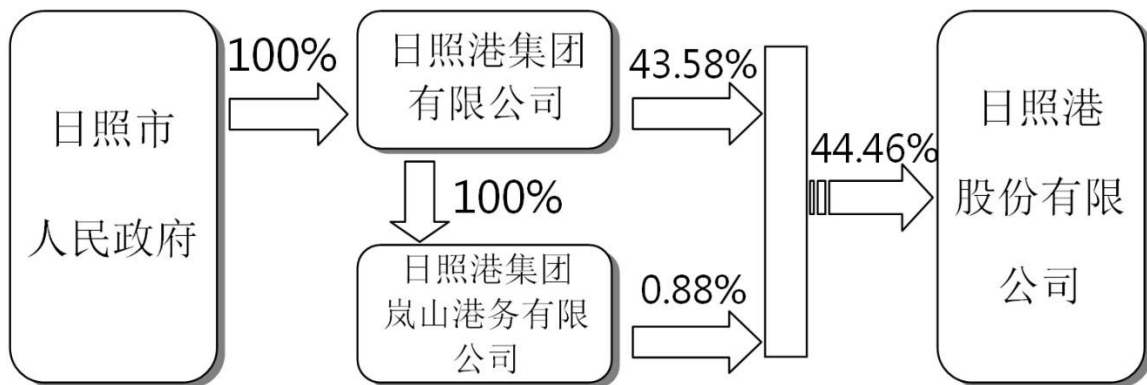 日照市
人民政府
100%
日照港集团
有限公司
100%
日照港集团
岚山港务有限
公司
43.58%
0.88%
44.46%
日照港
股份有限
公司